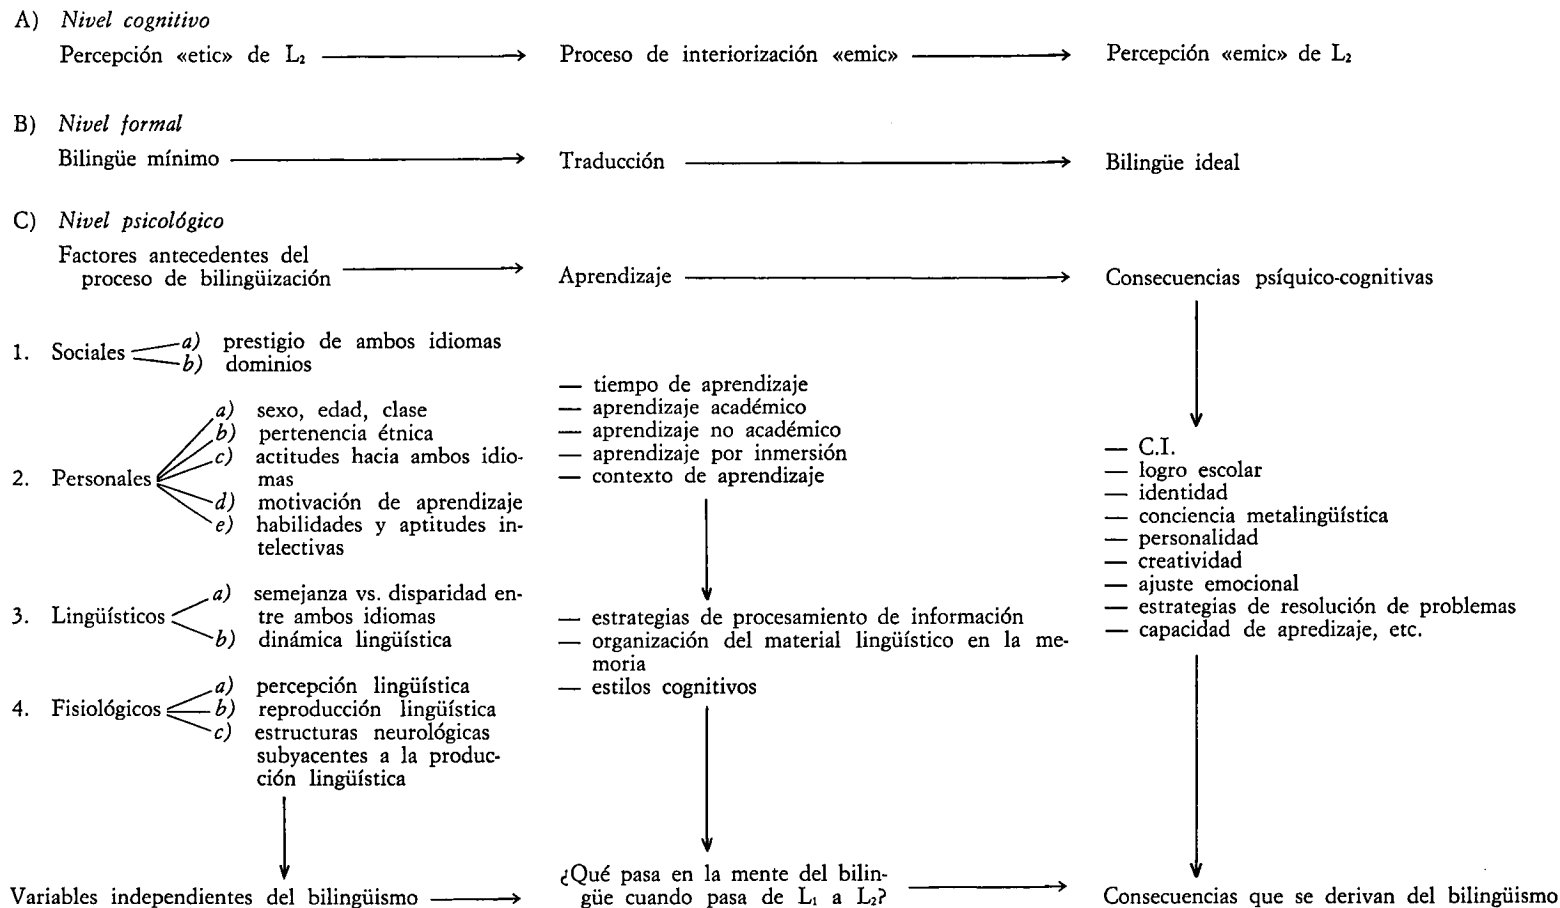 A) Nivel cognitivo
Percepción «etic» de L₂
Proceso de interiorización «emic»
Percepción «emic» de L₂
B) Nivel formal
Bilingüe mínimo
Traducción
Bilingüe ideal
C) Nivel psicológico
Factores antecedentes del
proceso de bilingüización
Aprendizaje
Consecuencias psíquico-cognitivas
1. Sociales
a) prestigio de ambos idiomas
b) dominios
2. Personales
a) sexo, edad, clase
b) pertenencia étnica
c) actitudes hacia ambos idio-
mas
d) motivación de aprendizaje
e) habilidades y aptitudes in-
telectivas
3. Lingüísticos
a) semejanza vs. disparidad en-
tre ambos idiomas
b) dinámica lingüística
4. Fisiológicos
a) percepción lingüística
b) reproducción lingüística
c) estructuras neurológicas
subyacentes a la produc-
ción lingüística
— tiempo de aprendizaje
— aprendizaje académico
— aprendizaje no académico
— aprendizaje por inmersión
— contexto de aprendizaje
— estrategias de procesamiento de información
— organización del material lingüístico en la me-
moria
— estilos cognitivos
— C.I.
— logro escolar
— identidad
— conciencia metalingüística
— personalidad
— creatividad
— ajuste emocional
— estrategias de resolución de problemas
— capacidad de apredizaje, etc.
Variables independientes del bilingüismo
¿Qué pasa en la mente del bilin-
güe cuando pasa de L₁ a L₂?
Consecuencias que se derivan del bilingüismo